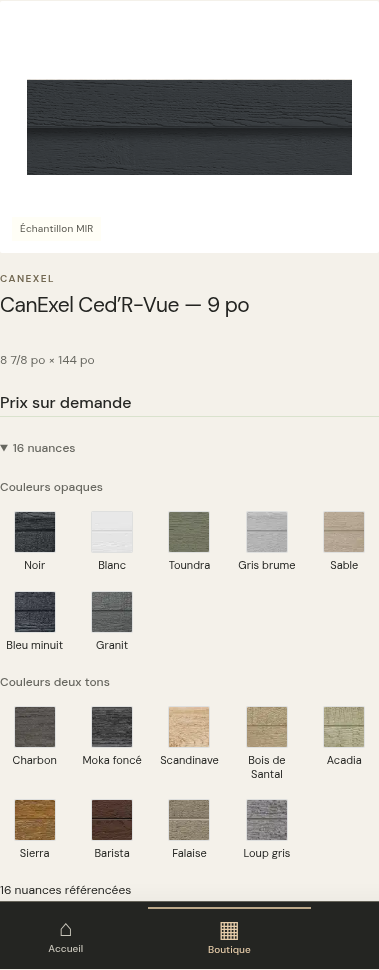 Échantillon MIR
CANEXEL
CanExel Ced’R-Vue — 9 po
8 7/8 po × 144 po
Prix sur demande
▼ 16 nuances
Couleurs opaques
Noir
Blanc
Toundra
Gris brume
Sable
Bleu minuit
Granit
Couleurs deux tons
Charbon
Moka foncé
Scandinave
Bois de
Santal
Acadia
Sierra
Barista
Falaise
Loup gris
16 nuances référencées
Accueil
Boutique